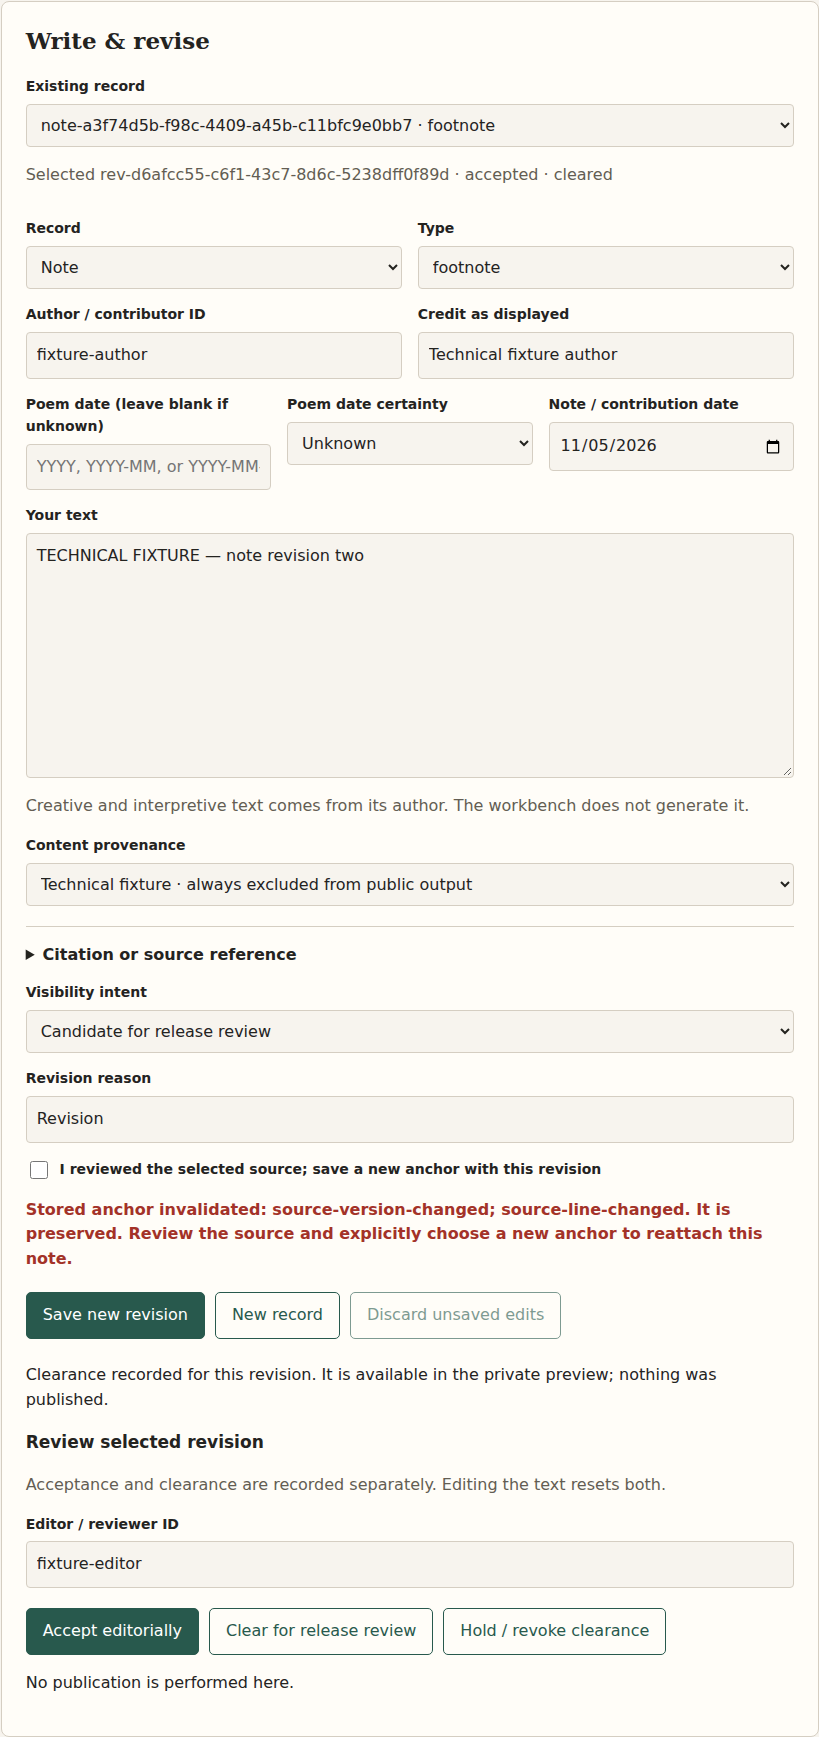 Write & revise
Existing record
note-a3f74d5b-f98c-4409-a45b-c11bfc9e0bb7 · footnote
Selected rev-d6afcc55-c6f1-43c7-8d6c-5238dff0f89d · accepted · cleared
Record
Type
Note
footnote
Author / contributor ID
Credit as displayed
fixture-author
Technical fixture author
Poem date (leave blank if
unknown)
Poem date certainty
Note / contribution date
YYYY, YYYY-MM, or YYYY-MM-
Unknown
11/05/2026
Your text
TECHNICAL FIXTURE — note revision two
Creative and interpretive text comes from its author. The workbench does not generate it.
Content provenance
Technical fixture · always excluded from public output
Citation or source reference
Visibility intent
Candidate for release review
Revision reason
Revision
I reviewed the selected source; save a new anchor with this revision
Stored anchor invalidated: source-version-changed; source-line-changed. It is
preserved. Review the source and explicitly choose a new anchor to reattach this
note.
Save new revision
New record
Discard unsaved edits
Clearance recorded for this revision. It is available in the private preview; nothing was
published.
Review selected revision
Acceptance and clearance are recorded separately. Editing the text resets both.
Editor / reviewer ID
fixture-editor
Accept editorially
Clear for release review
Hold / revoke clearance
No publication is performed here.